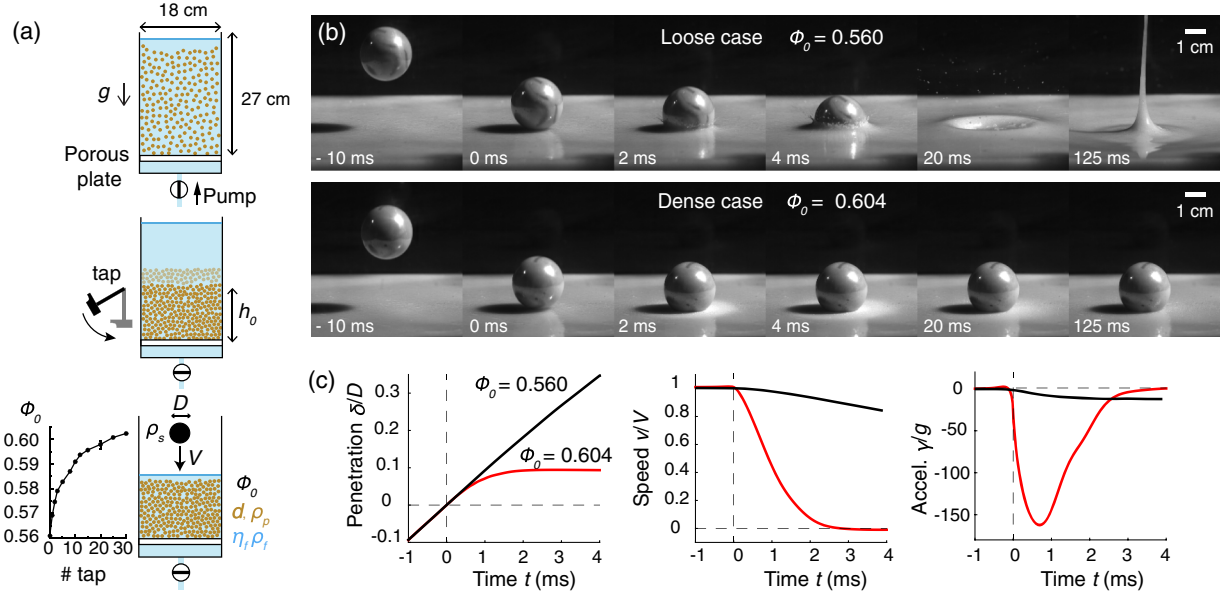 (a)
18 cm
g
27 cm
Porous
plate
Pump
tap
h₀
Φ₀
0.60
0.59
0.58
0.57
0.56
0 10 20 30
# tap
D
ρₛ
V
Φ₀
d, ρₚ
η_f ρ_f
(b)
Loose case Φ₀ = 0.560
1 cm
- 10 ms
0 ms
2 ms
4 ms
20 ms
125 ms
Dense case Φ₀ = 0.604
1 cm
- 10 ms
0 ms
2 ms
4 ms
20 ms
125 ms
(c)
Penetration δ/D
0.3
0.2
0.1
0
-0.1
Φ₀ = 0.560
Φ₀ = 0.604
-1 0 1 2 3 4
Time t (ms)
Speed v/V
1
0.8
0.6
0.4
0.2
0
-1 0 1 2 3 4
Time t (ms)
Accel. γ/g
0
-50
-100
-150
-1 0 1 2 3 4
Time t (ms)